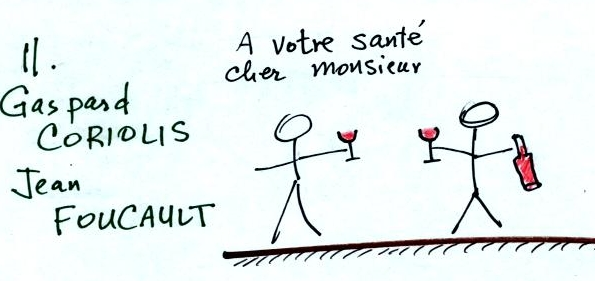 11.
Gaspard
CORIOLIS
Jean
FOUCAULT
A votre santé
cher monsieur